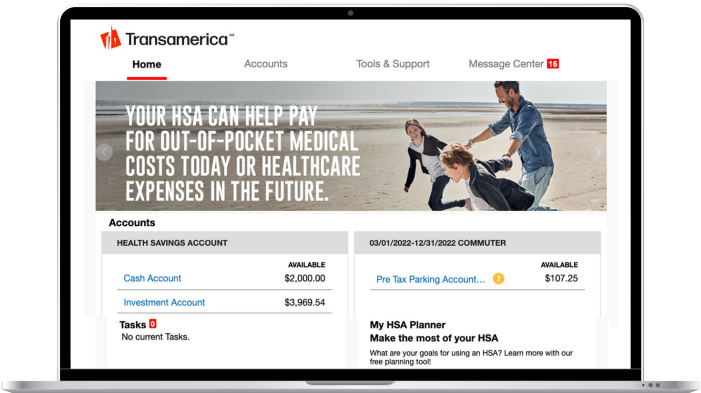 Transamerica™
Home Accounts Tools & Support Message Center 16
YOUR HSA CAN HELP PAY
FOR OUT-OF-POCKET MEDICAL
COSTS TODAY OR HEALTHCARE
EXPENSES IN THE FUTURE.
Accounts
HEALTH SAVINGS ACCOUNT
AVAILABLE
Cash Account $2,000.00
Investment Account $3,969.54
03/01/2022-12/31/2022 COMMUTER
AVAILABLE
Pre Tax Parking Account... $107.25
Tasks 0
No current Tasks.
My HSA Planner
Make the most of your HSA
What are your goals for using an HSA? Learn more with our
free planning tool!